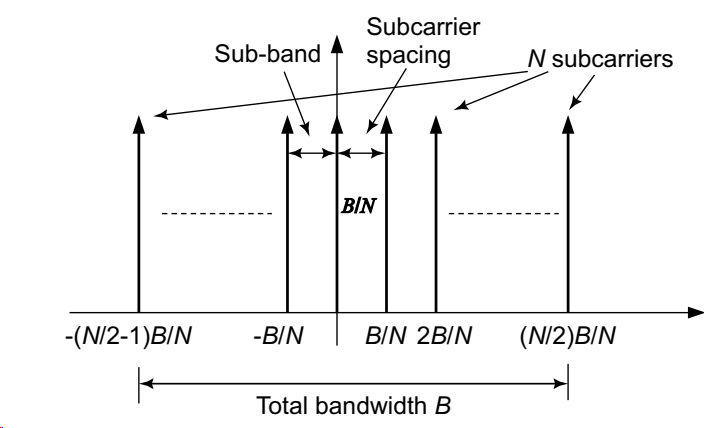 Subcarrier
spacing
Sub-band
N subcarriers
B/N
-(N/2-1)B/N
-B/N
B/N
2B/N
(N/2)B/N
Total bandwidth B